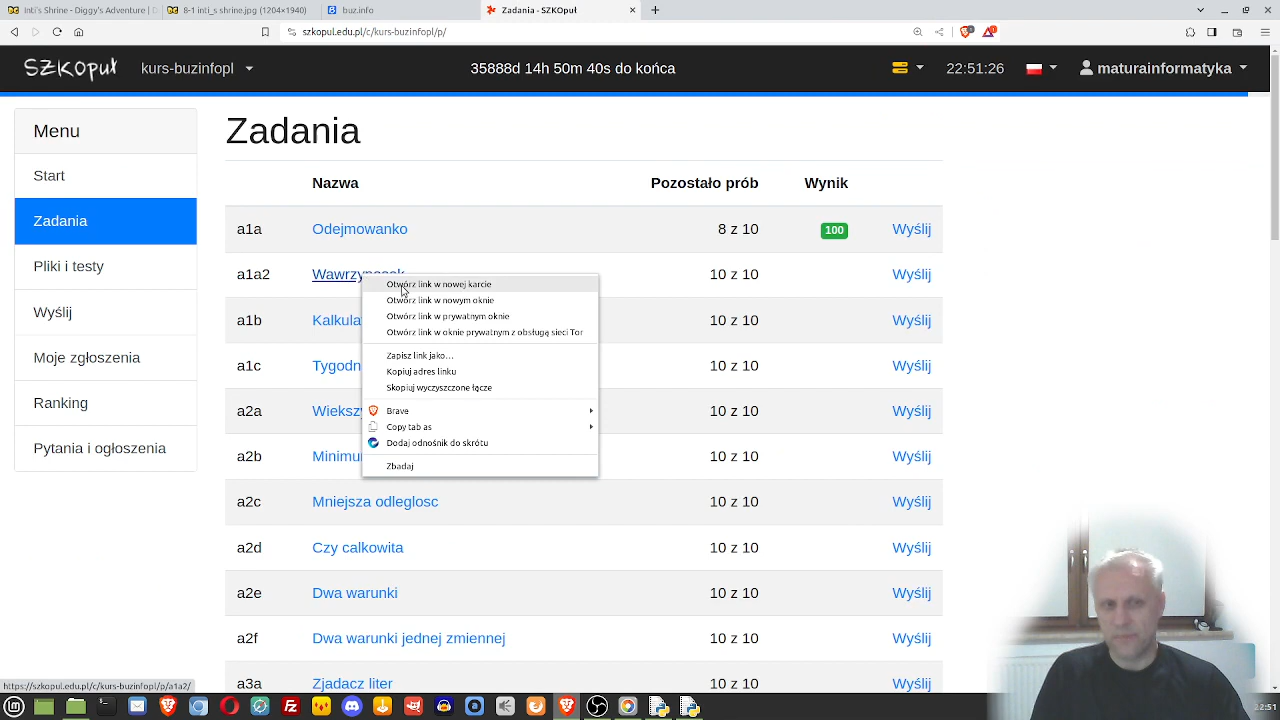 Inti's Shrine - Diggy's Adventure |
8-1 inti_s shrine.jpg (1204×1940)
buz.info
Zadania - SZKOpuł
szkopul.edu.pl/c/kurs-buzinfopl/p/
SZKOpuł
kurs-buzinfopl
35888d 14h 50m 40s do końca
22:51:26
maturainformatyka
Menu
Start
Zadania
Pliki i testy
Wyślij
Moje zgłoszenia
Ranking
Pytania i ogłoszenia
Zadania
Nazwa Pozostało prób Wynik
a1a Odejmowanko 8 z 10 100 Wyślij
a1a2 10 z 10 Wyślij
a1b Kalkula 10 z 10 Wyślij
a1c Tygodn 10 z 10 Wyślij
a2a Wieksz 10 z 10 Wyślij
a2b Minimu 10 z 10 Wyślij
a2c Mniejsza odleglosc 10 z 10 Wyślij
a2d Czy calkowita 10 z 10 Wyślij
a2e Dwa warunki 10 z 10 Wyślij
a2f Dwa warunki jednej zmiennej 10 z 10 Wyślij
a3a Zjadacz liter 10 z 10 Wyślij
Otwórz link w nowej karcie
Otwórz link w nowym oknie
Otwórz link w prywatnym oknie
Otwórz link w oknie prywatnym z obsługą sieci Tor
Zapisz link jako...
Kopiuj adres linku
Skopiuj wyczyszczone łącze
Brave
Copy tab as
Dodaj odnośnik do skrótu
Zbadaj
https://szkopul.edu.pl/c/kurs-buzinfopl/p/a1a2/
22:51